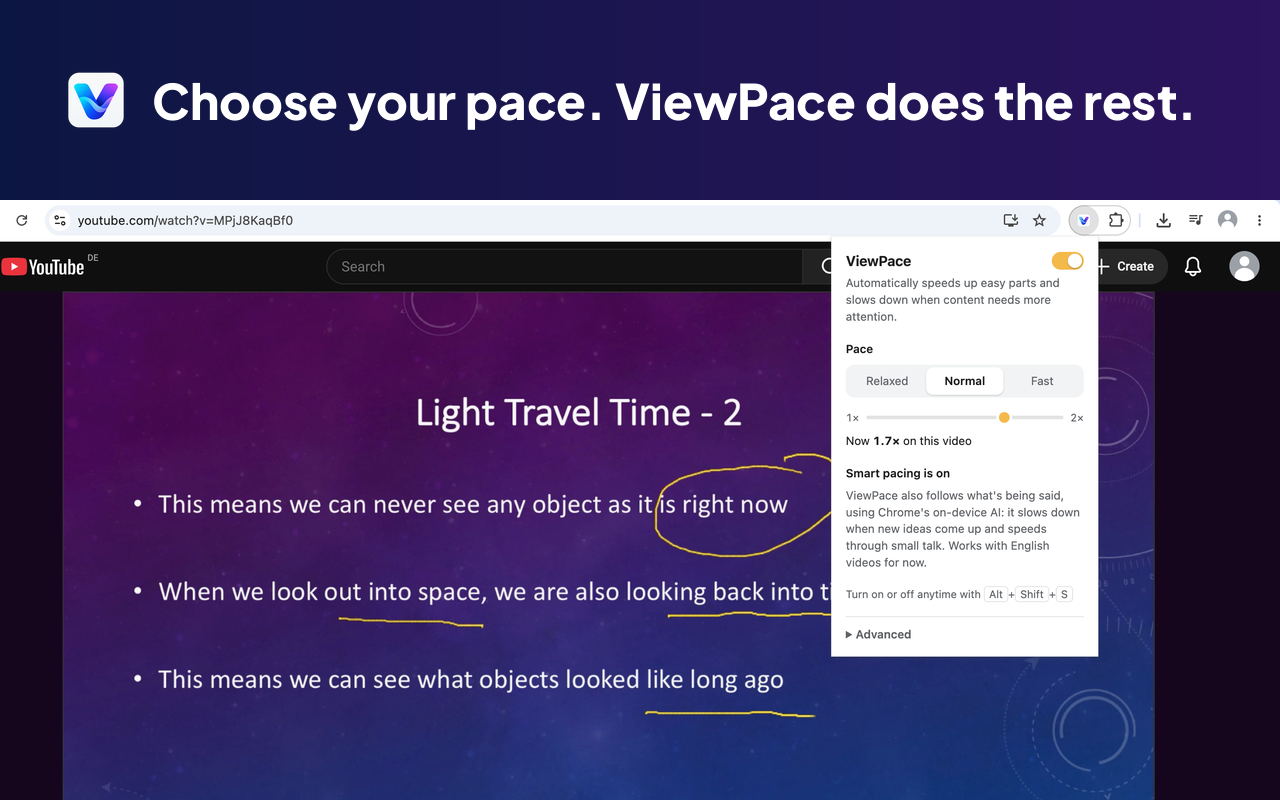 Choose your pace. ViewPace does the rest.
youtube.com/watch?v=MPjJ8KaqBf0
YouTube DE
Search
Create
ViewPace
Automatically speeds up easy parts and
slows down when content needs more
attention.
Pace
Relaxed Normal Fast
1× 2×
Now 1.7× on this video
Smart pacing is on
ViewPace also follows what's being said,
using Chrome's on-device AI: it slows down
when new ideas come up and speeds
through small talk. Works with English
videos for now.
Turn on or off anytime with Alt + Shift + S
Advanced
Light Travel Time - 2
• This means we can never see any object as it is right now
• When we look out into space, we are also looking back into
• This means we can see what objects looked like long ago